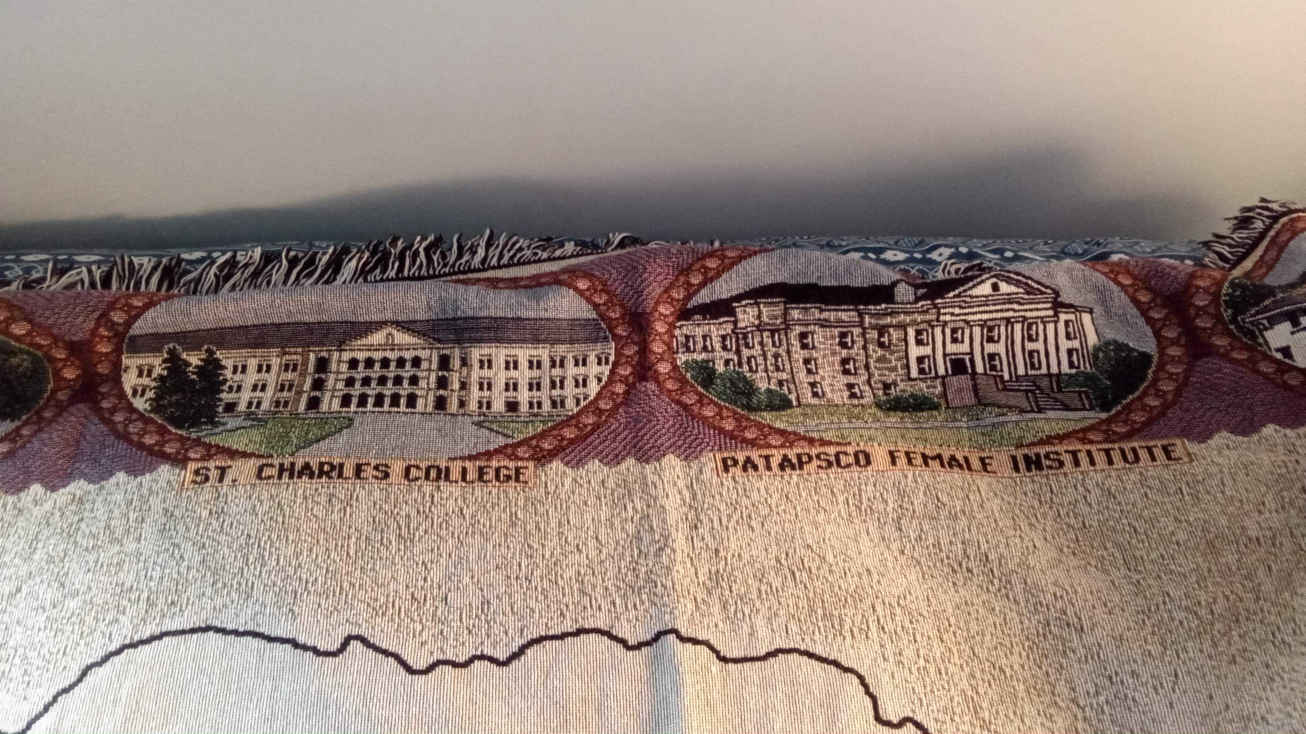 ST. CHARLES COLLEGE
PATAPSCO FEMALE INSTITUTE